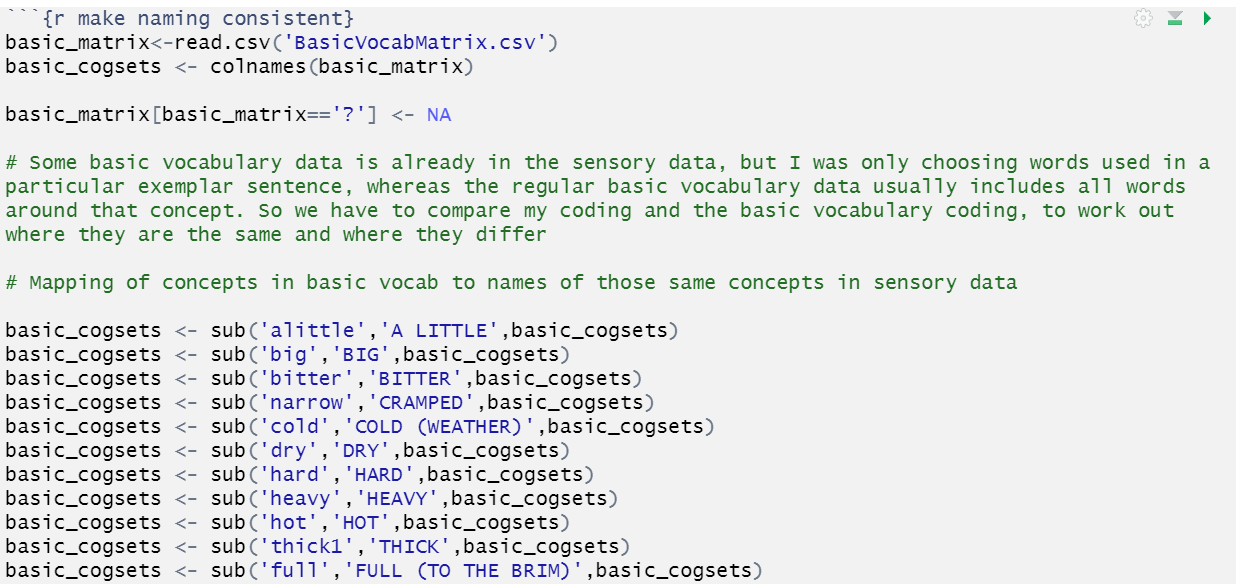 ```{r make naming consistent}
basic_matrix<-read.csv('BasicVocabMatrix.csv')
basic_cogsets <- colnames(basic_matrix)
basic_matrix[basic_matrix=='?'] <- NA
# Some basic vocabulary data is already in the sensory data, but I was only choosing words used in a
particular exemplar sentence, whereas the regular basic vocabulary data usually includes all words
around that concept. So we have to compare my coding and the basic vocabulary coding, to work out
where they are the same and where they differ
# Mapping of concepts in basic vocab to names of those same concepts in sensory data
basic_cogsets <- sub('alittle','A LITTLE',basic_cogsets)
basic_cogsets <- sub('big','BIG',basic_cogsets)
basic_cogsets <- sub('bitter','BITTER',basic_cogsets)
basic_cogsets <- sub('narrow','CRAMPED',basic_cogsets)
basic_cogsets <- sub('cold','COLD (WEATHER)',basic_cogsets)
basic_cogsets <- sub('dry','DRY',basic_cogsets)
basic_cogsets <- sub('hard','HARD',basic_cogsets)
basic_cogsets <- sub('heavy','HEAVY',basic_cogsets)
basic_cogsets <- sub('hot','HOT',basic_cogsets)
basic_cogsets <- sub('thick1','THICK',basic_cogsets)
basic_cogsets <- sub('full','FULL (TO THE BRIM)',basic_cogsets)